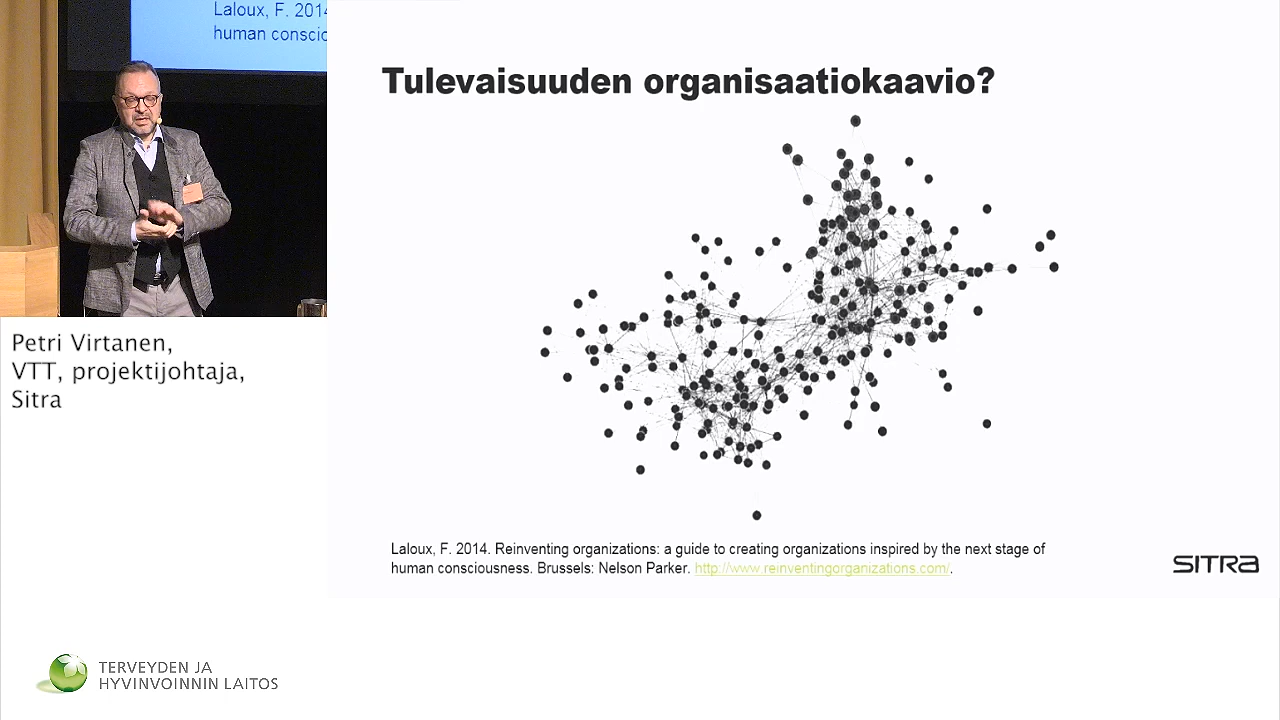 Laloux, F. 2014
human conscio
Tulevaisuuden organisaatiokaavio?
Petri Virtanen,
VTT, projektijohtaja,
Sitra
Laloux, F. 2014. Reinventing organizations: a guide to creating organizations inspired by the next stage of
human consciousness. Brussels: Nelson Parker. http://www.reinventingorganizations.com/.
SITRA
TERVEYDEN JA
HYVINVOINNIN LAITOS